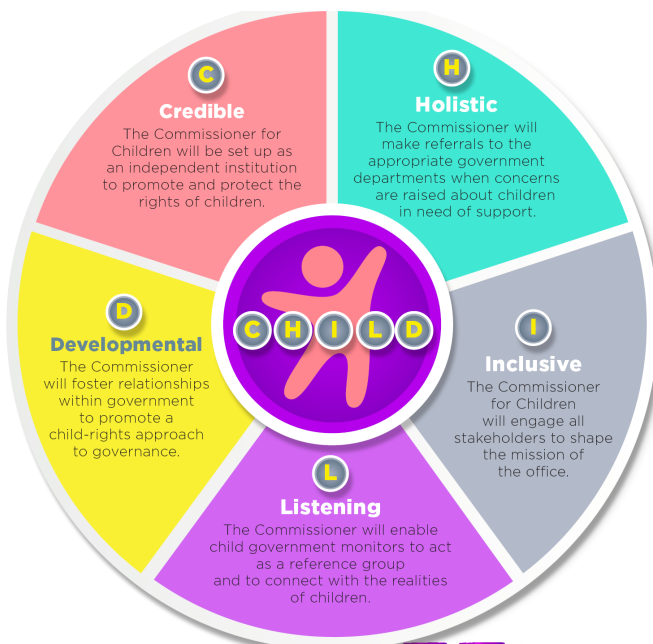 C
Credible
The Commissioner for
Children will be set up as
an independent institution
to promote and protect the
rights of children.
H
Holistic
The Commissioner will
make referrals to the
appropriate government
departments when concerns
are raised about children
in need of support.
I
Inclusive
The Commissioner
for Children
will engage all
stakeholders to shape
the mission of
the office.
L
Listening
The Commissioner will enable
child government monitors to act
as a reference group
and to connect with the realities
of children.
D
Developmental
The Commissioner
will foster relationships
within government
to promote a
child-rights approach
to governance.
CHILD